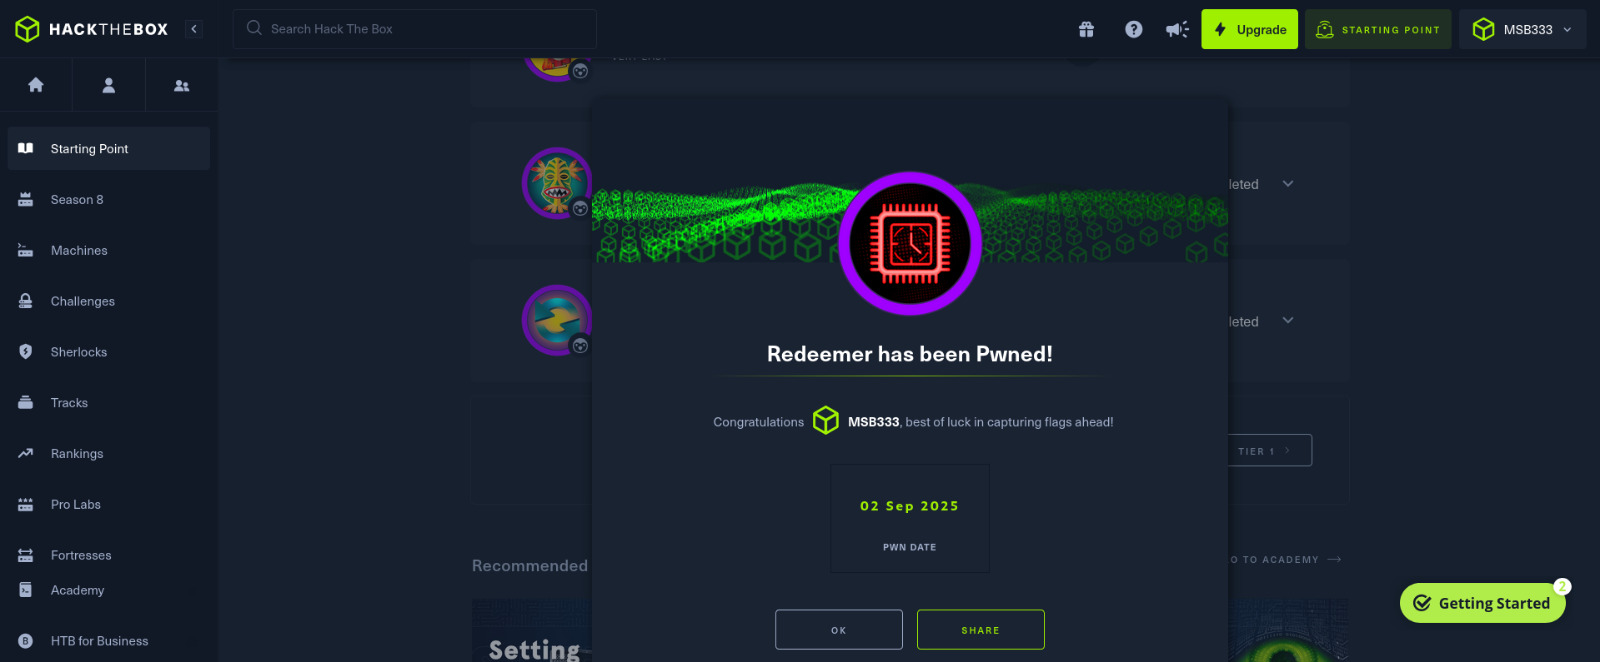 HACKTHEBOX
Search Hack The Box
Upgrade
STARTING POINT
MSB333
VERY EASY
Starting Point
Season 8
leted
Machines
Challenges
leted
Sherlocks
Redeemer has been Pwned!
Tracks
Congratulations MSB333, best of luck in capturing flags ahead!
Rankings
TIER 1
Pro Labs
02 Sep 2025
PWN DATE
Fortresses
Recommended
O TO ACADEMY
Academy
2
Getting Started
OK
SHARE
HTB for Business
Setting